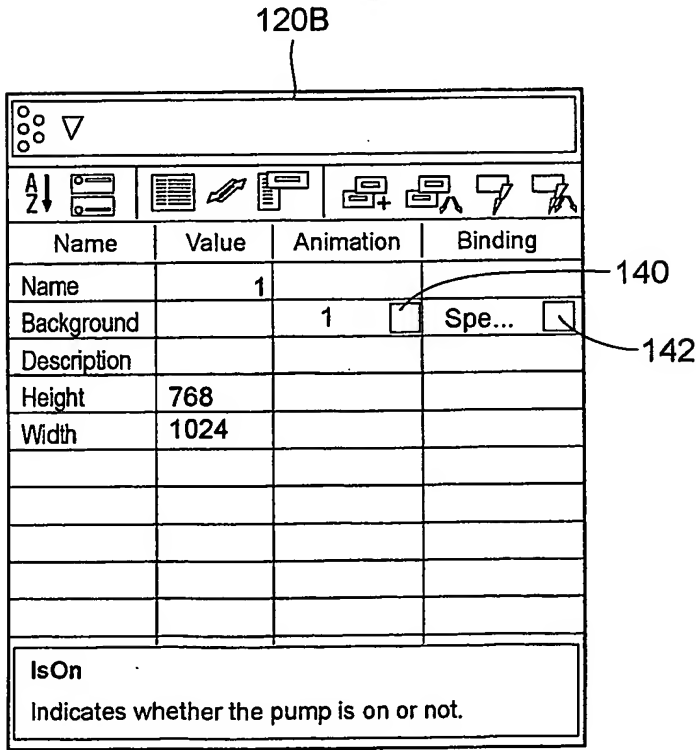 120B
A
Z
Name Value Animation Binding
Name 1
140
Background 1 Spe...
142
Description
Height 768
Width 1024
IsOn
Indicates whether the pump is on or not.